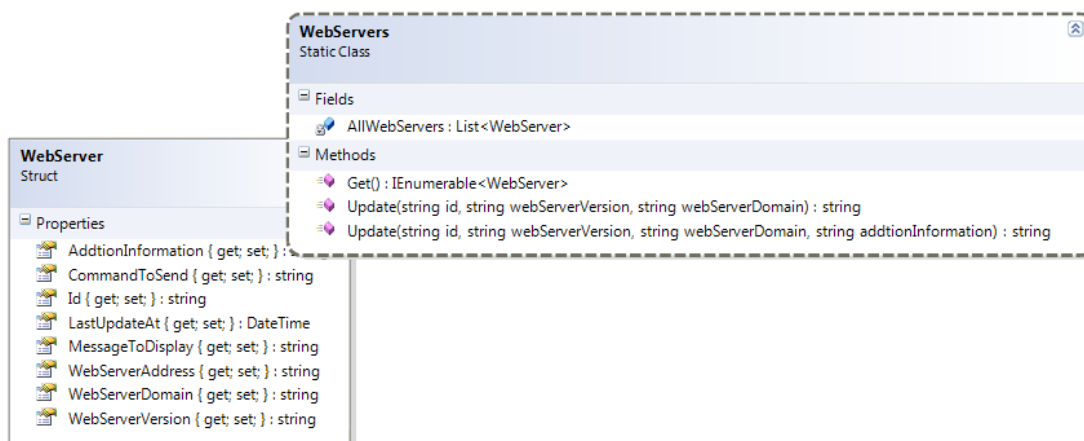 WebServers
Static Class
Fields
AllWebServers : List<WebServer>
Methods
Get() : IEnumerable<WebServer>
Update(string id, string webServerVersion, string webServerDomain) : string
Update(string id, string webServerVersion, string webServerDomain, string addtionInformation) : string
WebServer
Struct
Properties
AddtionInformation { get; set; } :
CommandToSend { get; set; } : string
Id { get; set; } : string
LastUpdateAt { get; set; } : DateTime
MessageToDisplay { get; set; } : string
WebServerAddress { get; set; } : string
WebServerDomain { get; set; } : string
WebServerVersion { get; set; } : string